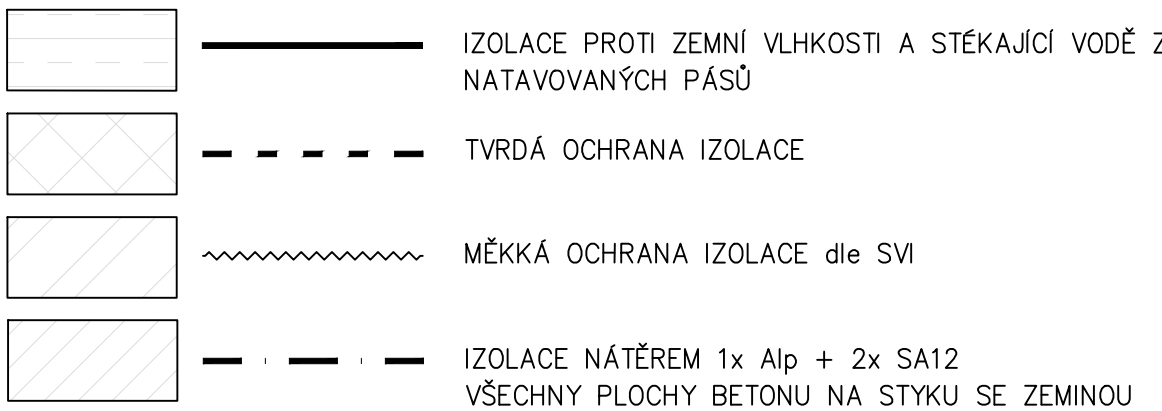 IZOLACE PROTI ZEMNÍ VLHKOSTI A STÉKAJÍCÍ VODĚ Z
NATAVOVANÝCH PÁSŮ
TVRDÁ OCHRANA IZOLACE
MĚKKÁ OCHRANA IZOLACE dle SVI
IZOLACE NÁTĚREM 1x Alp + 2x SA12
VŠECHNY PLOCHY BETONU NA STYKU SE ZEMINOU